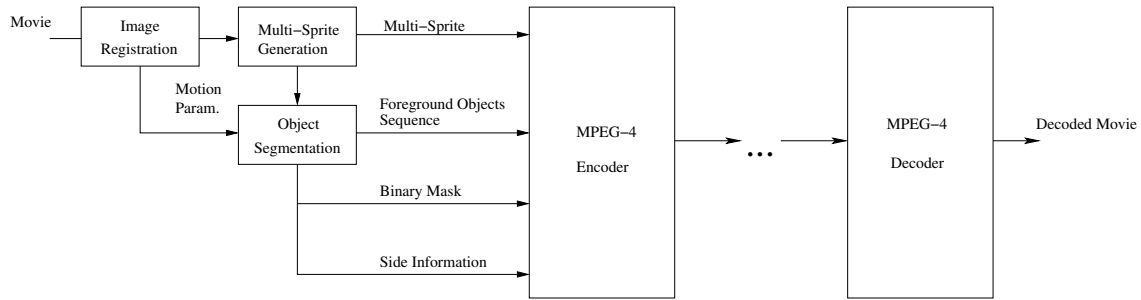 Movie
Image
Registration
Multi−Sprite
Generation
Multi−Sprite
Motion
Param.
Object
Segmentation
Foreground Objects
Sequence
Binary Mask
Side Information
MPEG−4
Encoder
...
MPEG−4
Decoder
Decoded Movie